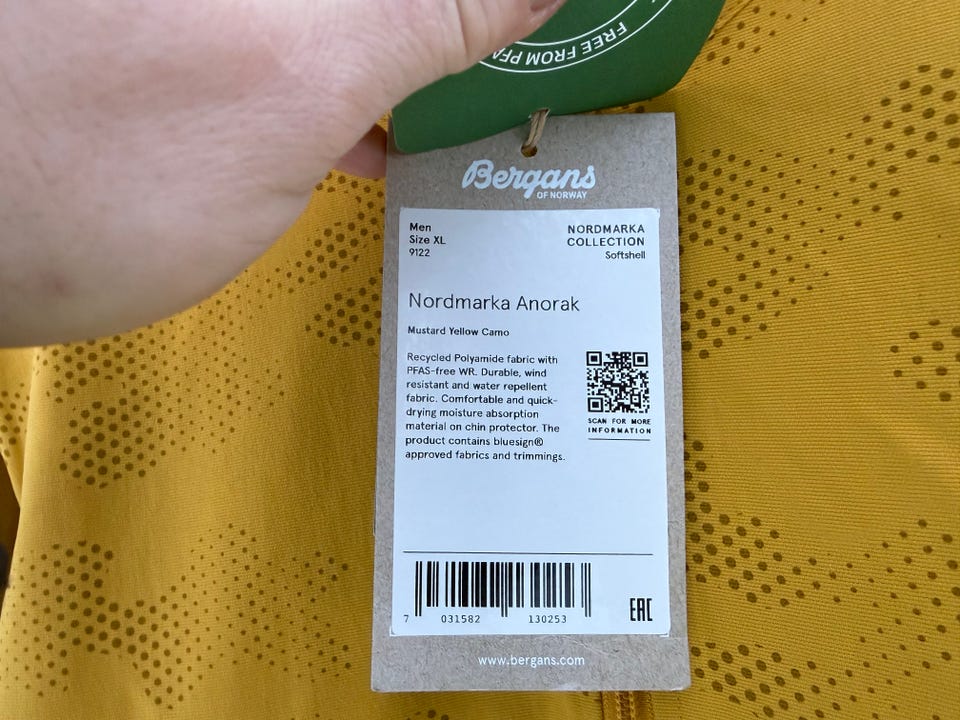 FREE FROM
Bergans
OF NORWAY
Men
Size XL
9122
NORDMARKA
COLLECTION
Softshell
Nordmarka Anorak
Mustard Yellow Camo
Recycled Polyamide fabric with
PFAS-free WR. Durable, wind
resistant and water repellent
fabric. Comfortable and quick-
drying moisture absorption
material on chin protector. The
product contains bluesign®
approved fabrics and trimmings.
SCAN FOR MORE
INFORMATION
7 031582 130253
EAC
www.bergans.com